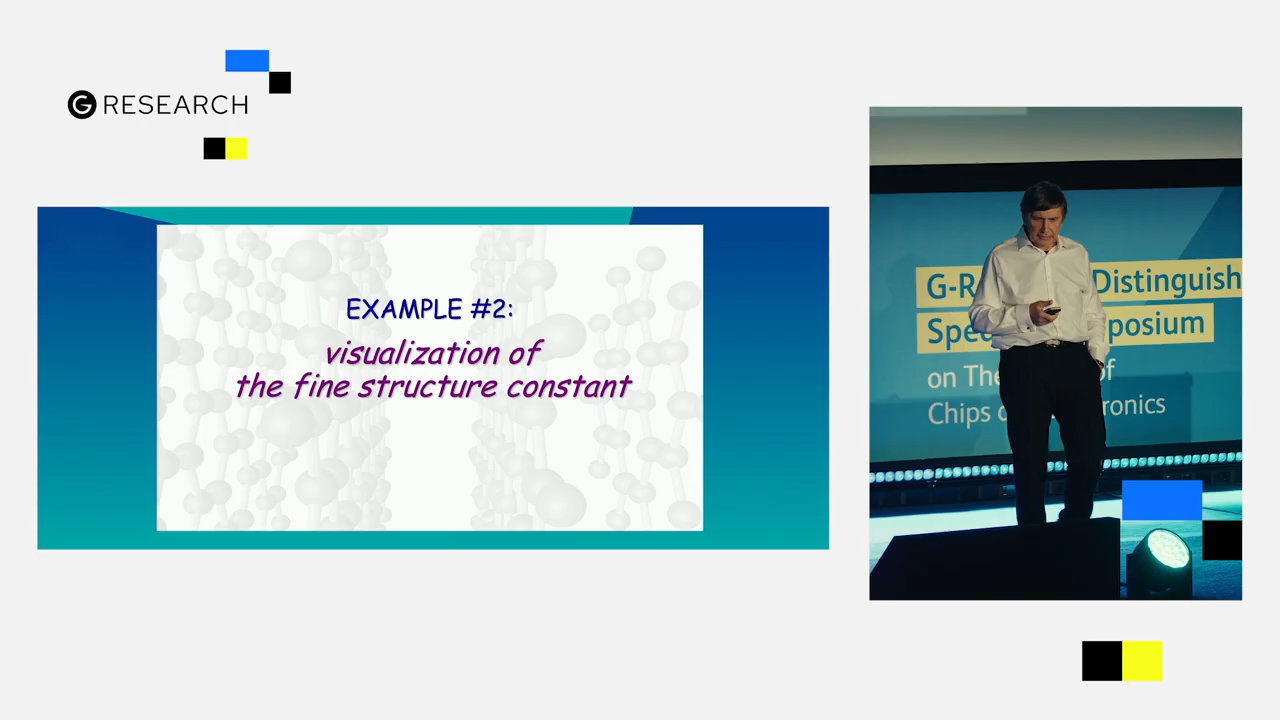 G RESEARCH
EXAMPLE #2:
visualization of
the fine structure constant
G-R Distinguish
Spe posium
on The f
Chips ronics